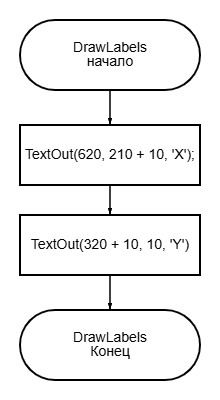 DrawLabels
начало
TextOut(620, 210 + 10, 'X');
TextOut(320 + 10, 10, 'Y')
DrawLabels
Конец